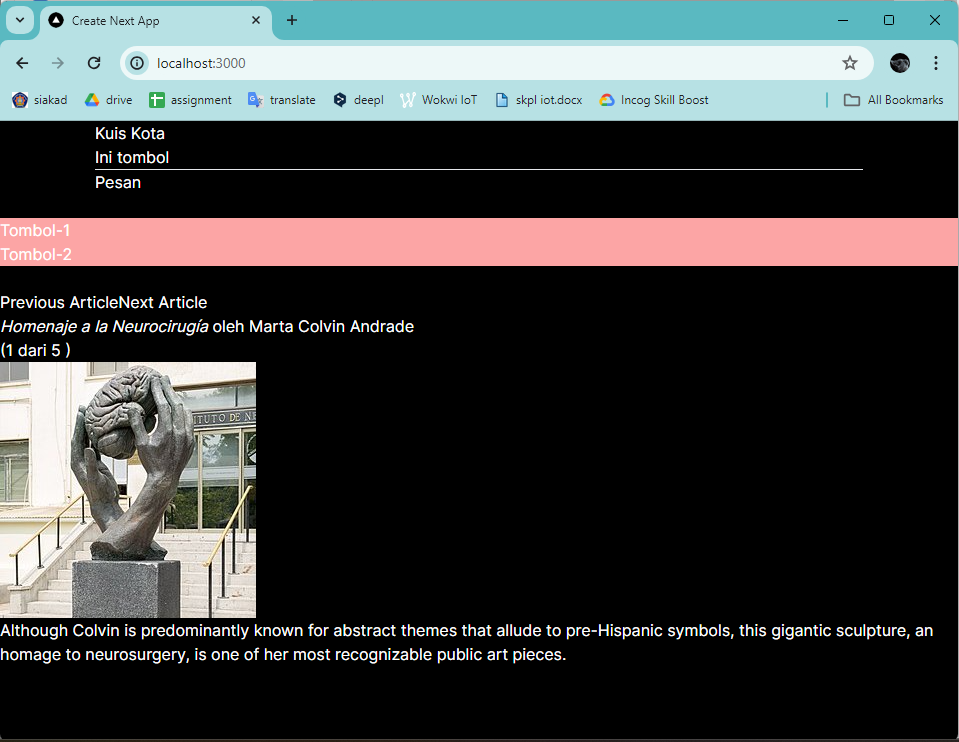 Create Next App
localhost:3000
siakad drive assignment translate deepl Wokwi IoT skpl iot.docx Incog Skill Boost All Bookmarks
Kuis Kota
Ini tombol
Pesan
Tombol-1
Tombol-2
Previous ArticleNext Article
Homenaje a la Neurocirugía oleh Marta Colvin Andrade
(1 dari 5 )
TUTO DE NE
Although Colvin is predominantly known for abstract themes that allude to pre-Hispanic symbols, this gigantic sculpture, an
homage to neurosurgery, is one of her most recognizable public art pieces.